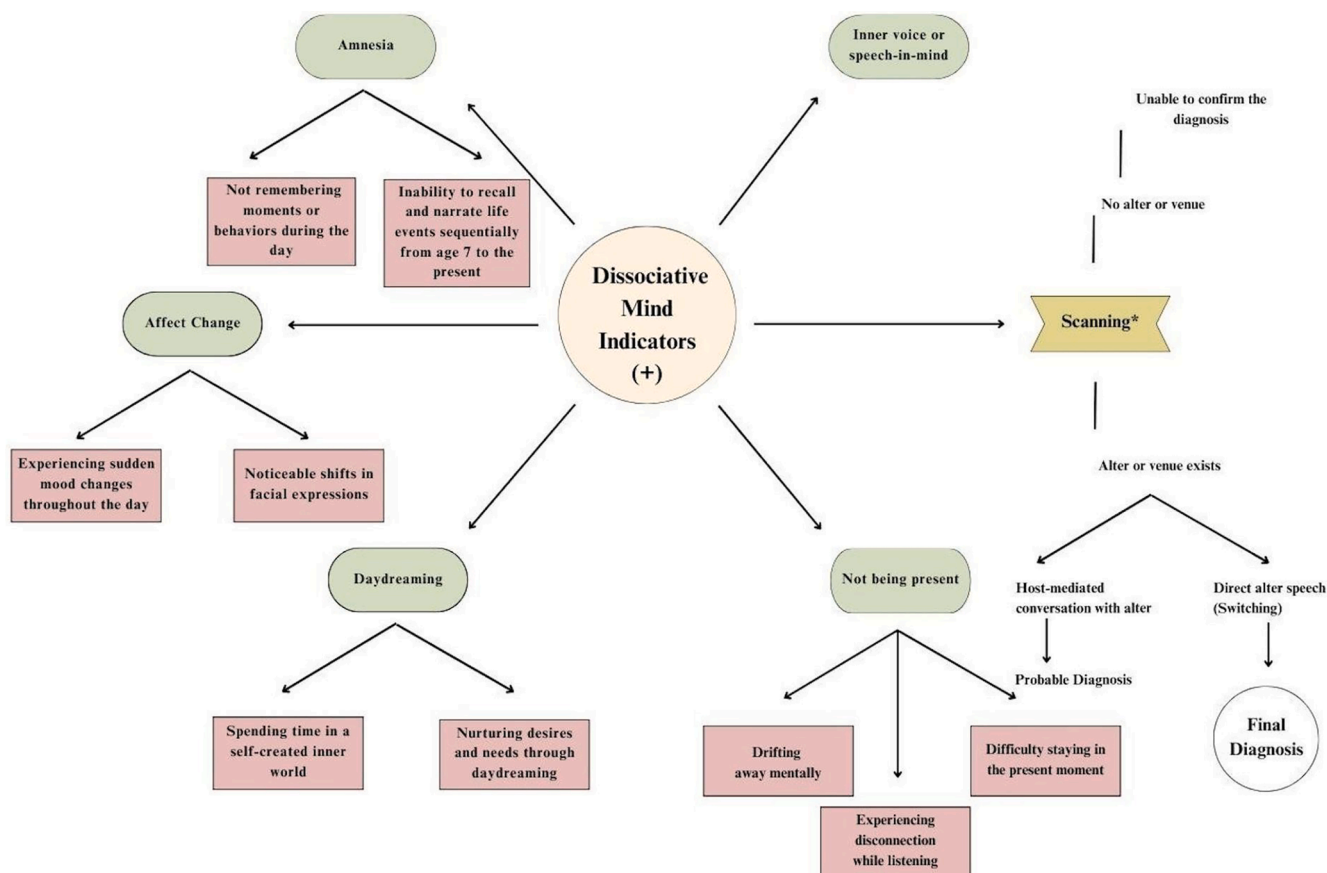 Amnesia
Inner voice or
speech-in-mind
Unable to confirm the
diagnosis
Not remembering
moments or
behaviors during the
day
Inability to recall
and narrate life
events sequentially
from age 7 to the
present
No alter or venue
Dissociative
Mind
Indicators
(+)
Affect Change
Scanning*
Experiencing sudden
mood changes
throughout the day
Noticeable shifts in
facial expressions
Alter or venue exists
Daydreaming
Not being present
Host-mediated
conversation with alter
Direct alter speech
(Switching)
Probable Diagnosis
Final
Diagnosis
Spending time in a
self-created inner
world
Nurturing desires
and needs through
daydreaming
Drifting
away mentally
Difficulty staying in
the present moment
Experiencing
disconnection
while listening